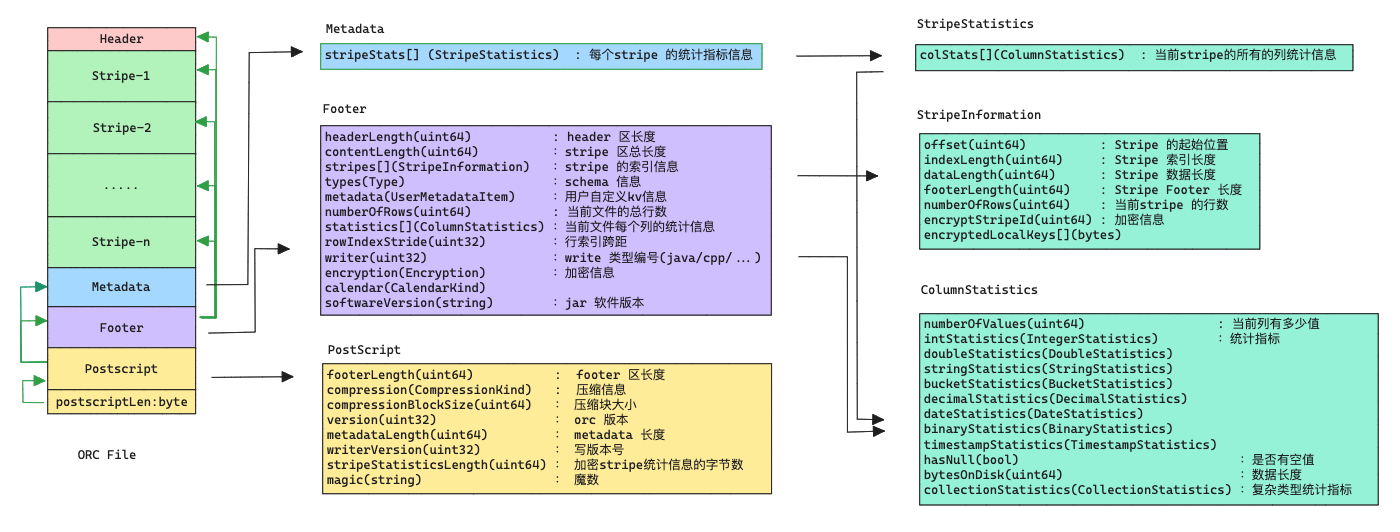 Header
Stripe-1
Stripe-2
.....
Stripe-n
Metadata
Footer
Postscript
postscriptLen:byte
ORC File
Metadata
stripeStats[] (StripeStatistics) : 每个stripe 的统计指标信息
Footer
headerLength(uint64) : header 区长度
contentLength(uint64) : stripe 区总长度
stripes[](StripeInformation) : stripe 的索引信息
types(Type) : schema 信息
metadata(UserMetadataItem) : 用户自定义kv信息
numberOfRows(uint64) : 当前文件的总行数
statistics[](ColumnStatistics) : 当前文件每个列的统计信息
rowIndexStride(uint32) : 行索引跨距
writer(uint32) : write 类型编号(java/cpp/...)
encryption(Encryption) : 加密信息
calendar(CalendarKind)
softwareVersion(string) : jar 软件版本
PostScript
footerLength(uint64) : footer 区长度
compression(CompressionKind) : 压缩信息
compressionBlockSize(uint64) : 压缩块大小
version(uint32) : orc 版本
metadataLength(uint64) : metadata 长度
writerVersion(uint32) : 写版本号
stripeStatisticsLength(uint64) : 加密stripe统计信息的字节数
magic(string) : 魔数
StripeStatistics
colStats[](ColumnStatistics) : 当前stripe的所有的列统计信息
StripeInformation
offset(uint64) : Stripe 的起始位置
indexLength(uint64) : Stripe 索引长度
dataLength(uint64) : Stripe 数据长度
footerLength(uint64) : Stripe Footer 长度
numberOfRows(uint64) : 当前stripe 的行数
encryptStripeId(uint64) : 加密信息
encryptedLocalKeys[](bytes)
ColumnStatistics
numberOfValues(uint64) : 当前列有多少值
intStatistics(IntegerStatistics) : 统计指标
doubleStatistics(DoubleStatistics)
stringStatistics(StringStatistics)
bucketStatistics(BucketStatistics)
decimalStatistics(DecimalStatistics)
dateStatistics(DateStatistics)
binaryStatistics(BinaryStatistics)
timestampStatistics(TimestampStatistics)
hasNull(bool) : 是否有空值
bytesOnDisk(uint64) : 数据长度
collectionStatistics(CollectionStatistics) : 复杂类型统计指标